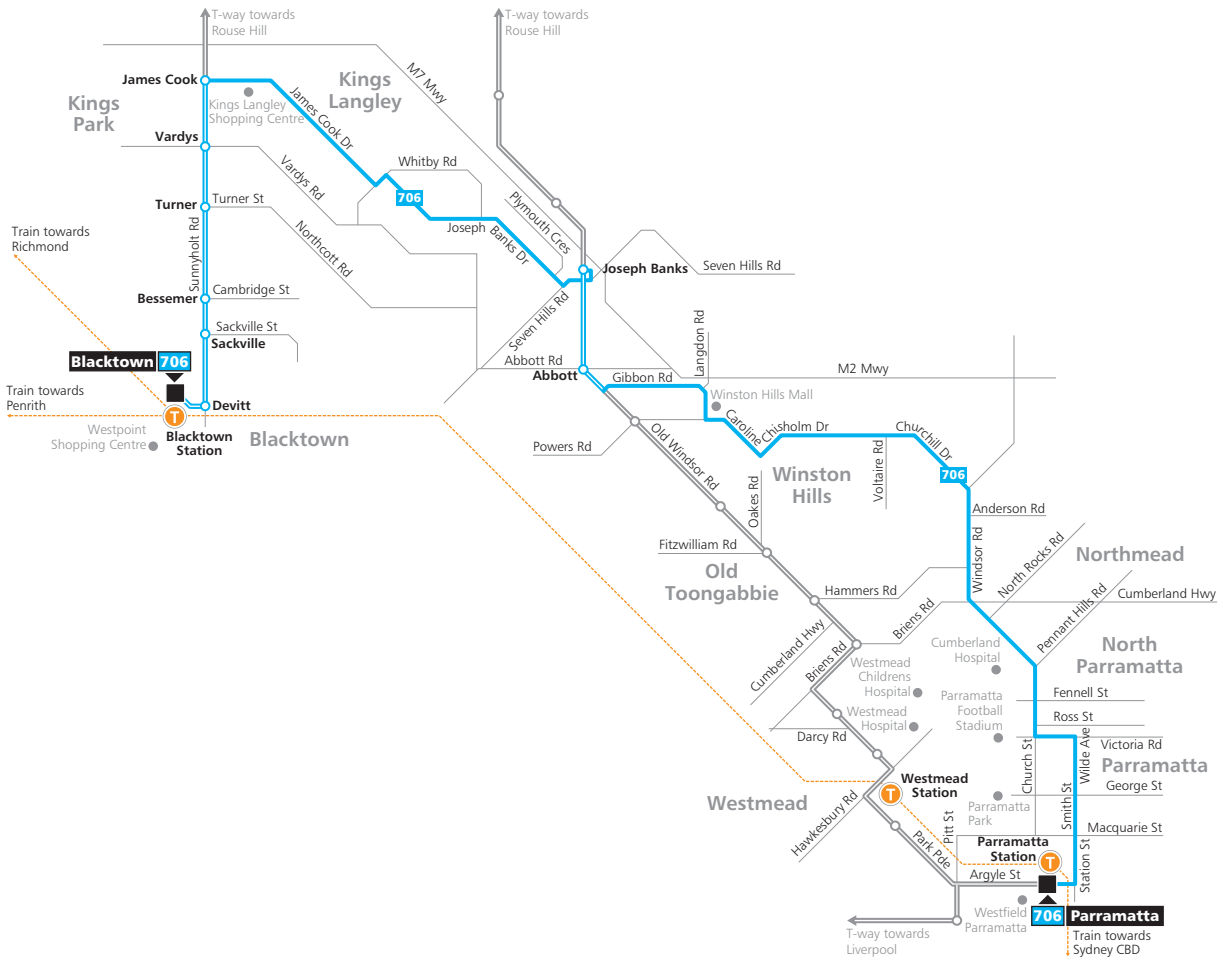 T-way towards
Rouse Hill
T-way towards
Rouse Hill
James Cook
Kings
Park
Kings Langley
Shopping Centre
James Cook Dr
Kings
Langley
M7 Mwy
Vardys
Vardys Rd
Whitby Rd
706
Turner
Turner St
Northcott Rd
Sunnyholt Rd
Joseph
Banks Dr
Plymouth Cres
Train towards
Richmond
Joseph Banks
Seven Hills Rd
Seven Hills Rd
Bessemer
Cambridge St
Sackville St
Sackville
Blacktown
706
Abbott Rd
Abbott
Gibbon Rd
Langdon Rd
M2 Mwy
Train towards
Penrith
Devitt
T
Westpoint
Shopping Centre
Blacktown
Station
Blacktown
Winston Hills Mall
Caroline
Chisholm Dr
Churchill Dr
Voltaire Rd
706
Powers Rd
Old Windsor Rd
Winston
Hills
Oakes Rd
Anderson Rd
Windsor Rd
North Rocks Rd
Northmead
Fitzwilliam Rd
Old
Toongabbie
Hammers Rd
Pennant Hills Rd
Cumberland Hwy
Briens Rd
Cumberland Hwy
Briens Rd
Cumberland
Hospital
North
Parramatta
Westmead
Childrens
Hospital
Parramatta
Football
Stadium
Fennell St
Westmead
Hospital
Ross St
Darcy Rd
Church St
Wilde Ave
Victoria Rd
Parramatta
Westmead
Station
T
Westmead
Hawkesbury Rd
George St
Smith St
Parramatta
Park
Pitt St
Macquarie St
Park Pde
Parramatta
Station
T
Station St
Argyle St
Westfield
Parramatta
706
Parramatta
T-way towards
Liverpool
Train towards
Sydney CBD